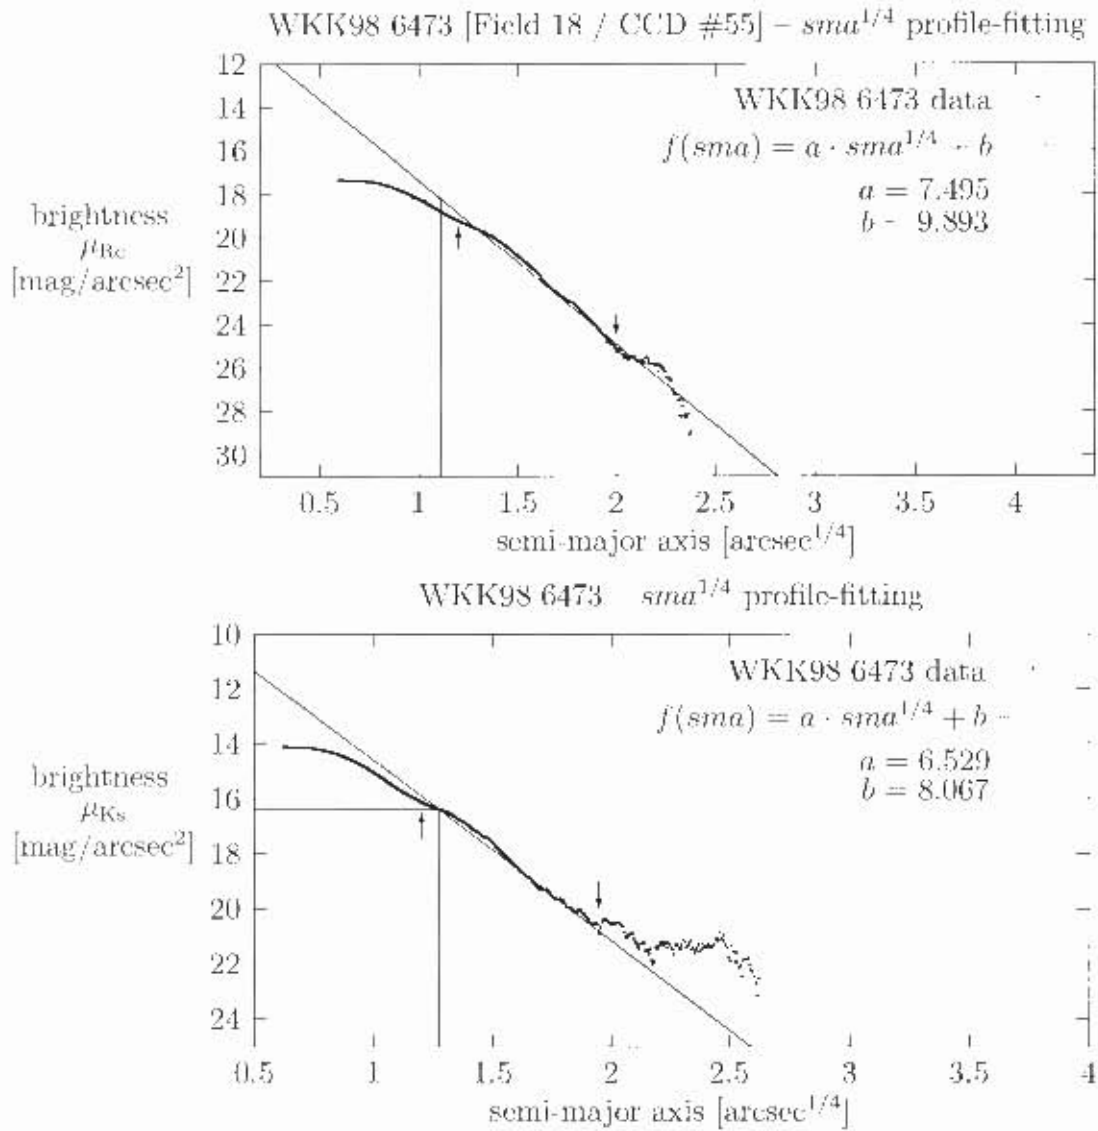 WKK98 6473 [Field 18 / CCD #55] – sma^{1/4} profile-fitting
12
14
16
18
20
22
24
26
28
30
brightness
μ_{Rc}
[mag/arcsec²]
WKK98 6473 data
f(sma) = a · sma^{1/4} - b
a = 7.495
b - 9.893
0.5 1 1.5 2 2.5 3 3.5 4
semi-major axis [arcsec^{1/4}]
WKK98 6473 sma^{1/4} profile-fitting
10
12
14
16
18
20
22
24
brightness
μ_{Ks}
[mag/arcsec²]
WKK98 6473 data
f(sma) = a · sma^{1/4} + b
a = 6.529
b = 8.067
0.5 1 1.5 2 2.5 3 3.5 4
semi-major axis [arcsec^{1/4}]